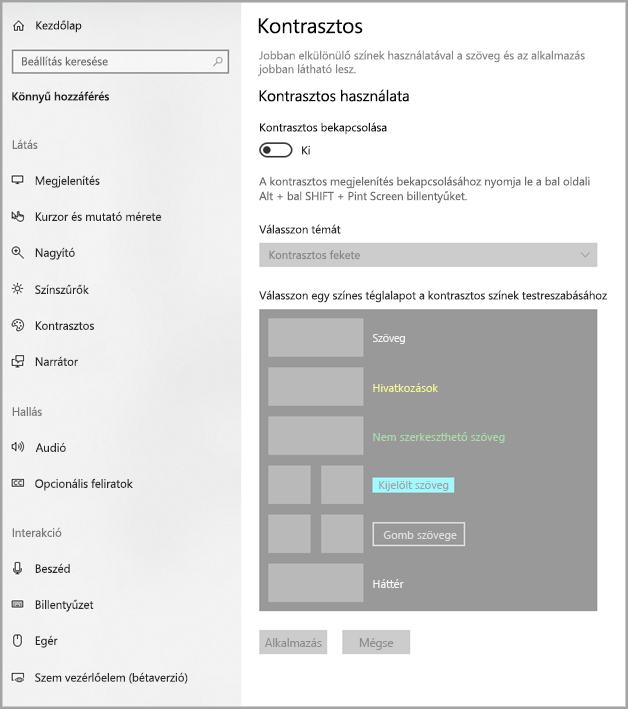 Kezdőlap
Beállítás keresése
Könnyű hozzáférés
Látás
Megjelenítés
Kurzor és mutató mérete
Nagyító
Színszűrők
Kontrasztos
Narrátor
Hallás
Audió
Opcionális feliratok
Interakció
Beszéd
Billentyűzet
Egér
Szem vezérlőelem (bétaverzió)
Kontrasztos
Jobban elkülönülő színek használatával a szöveg és az alkalmazás
jobban látható lesz.
Kontrasztos használata
Kontrasztos bekapcsolása
Ki
A kontrasztos megjelenítés bekapcsolásához nyomja le a bal oldali
Alt + bal SHIFT + Pint Screen billentyűket.
Válasszon témát
Kontrasztos fekete
Válasszon egy színes téglalapot a kontrasztos színek testreszabásához
Szöveg
Hivatkozások
Nem szerkeszthető szöveg
Kijelölt szöveg
Gomb szövege
Háttér
Alkalmazás
Mégse